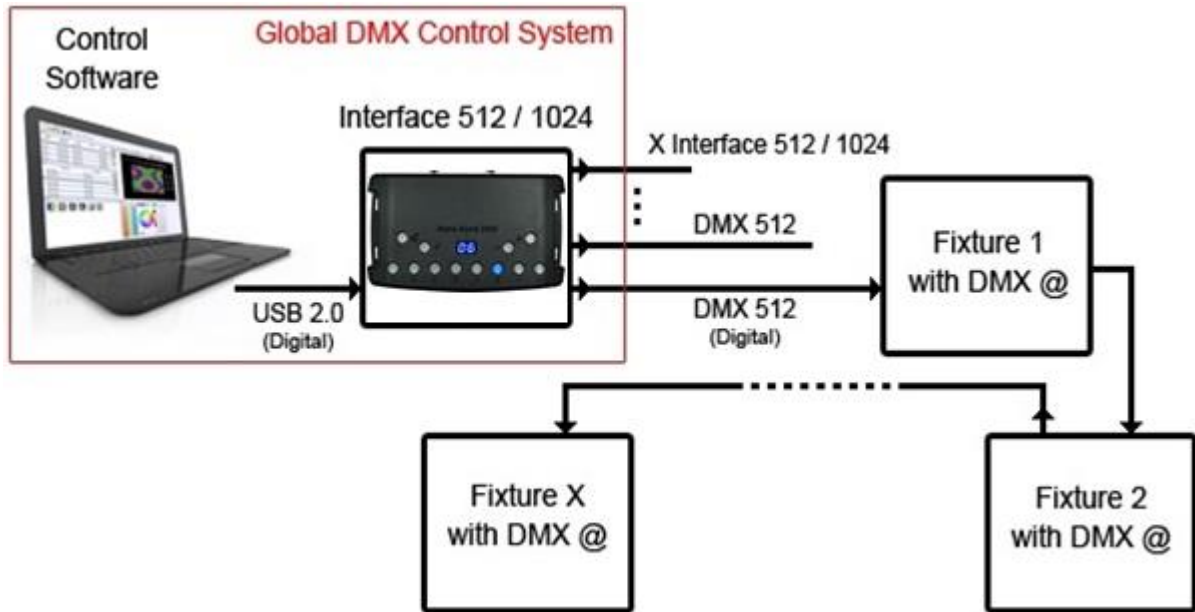 Global DMX Control System
Control
Software
Interface 512 / 1024
X Interface 512 / 1024
DMX 512
USB 2.0
(Digital)
DMX 512
(Digital)
Fixture 1
with DMX @
Fixture 2
with DMX @
Fixture X
with DMX @